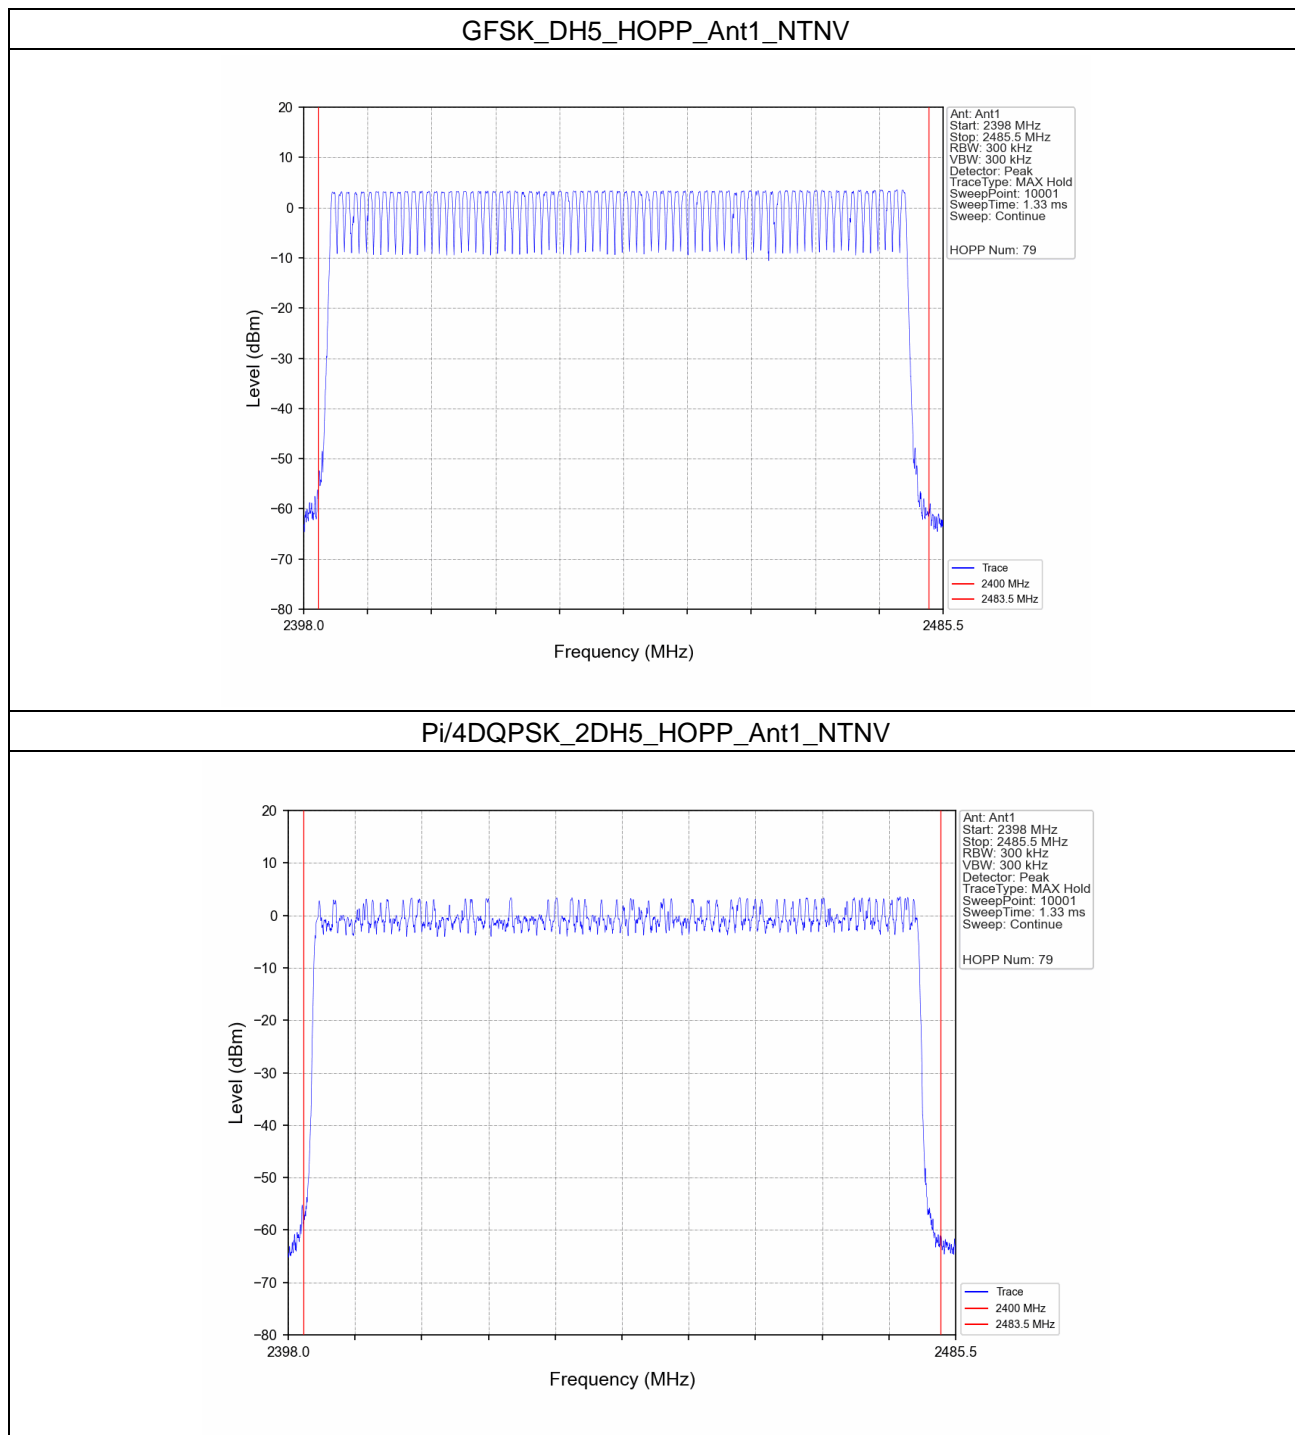 GFSK_DH5_HOPP_Ant1_NTNV
20
10
0
−10
−20
−30
−40
−50
−60
−70
−80
Level (dBm)
2398.0
2485.5
Frequency (MHz)
Ant: Ant1
Start: 2398 MHz
Stop: 2485.5 MHz
RBW: 300 kHz
VBW: 300 kHz
Detector: Peak
TraceType: MAX Hold
SweepPoint: 10001
SweepTime: 1.33 ms
Sweep: Continue
HOPP Num: 79
Trace
2400 MHz
2483.5 MHz
Pi/4DQPSK_2DH5_HOPP_Ant1_NTNV
20
10
0
−10
−20
−30
−40
−50
−60
−70
−80
Level (dBm)
2398.0
2485.5
Frequency (MHz)
Ant: Ant1
Start: 2398 MHz
Stop: 2485.5 MHz
RBW: 300 kHz
VBW: 300 kHz
Detector: Peak
TraceType: MAX Hold
SweepPoint: 10001
SweepTime: 1.33 ms
Sweep: Continue
HOPP Num: 79
Trace
2400 MHz
2483.5 MHz